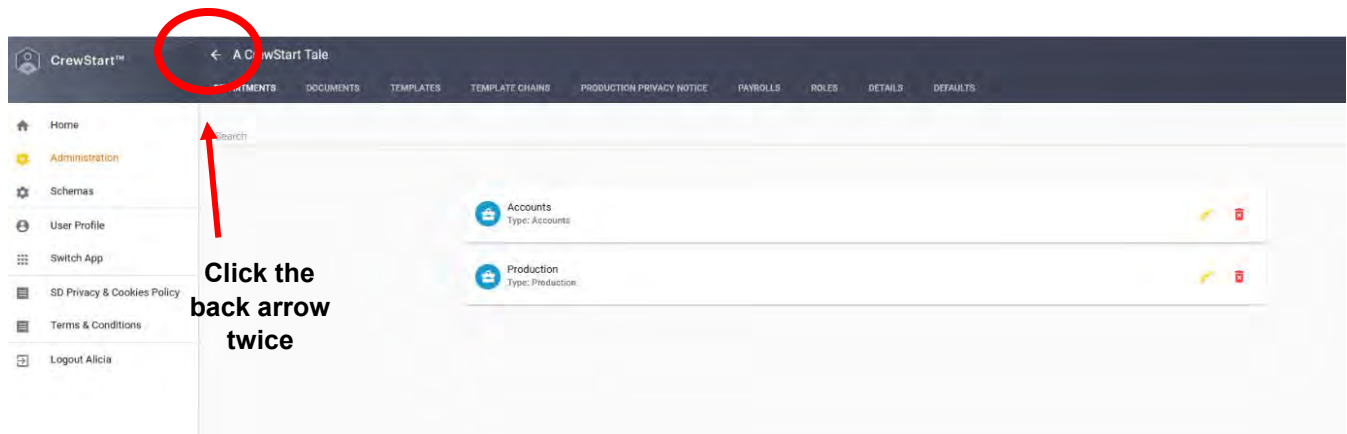 CrewStart™
← A CrewStart Tale
DEPARTMENTS DOCUMENTS TEMPLATES TEMPLATE CHAINS PRODUCTION PRIVACY NOTICE PAYROLLS ROLES DETAILS DEFAULTS
Home
Administration
Schemas
User Profile
Switch App
SD Privacy & Cookies Policy
Terms & Conditions
Logout Alicia
Search
Accounts
Type: Accounts
Production
Type: Production
Click the
back arrow
twice